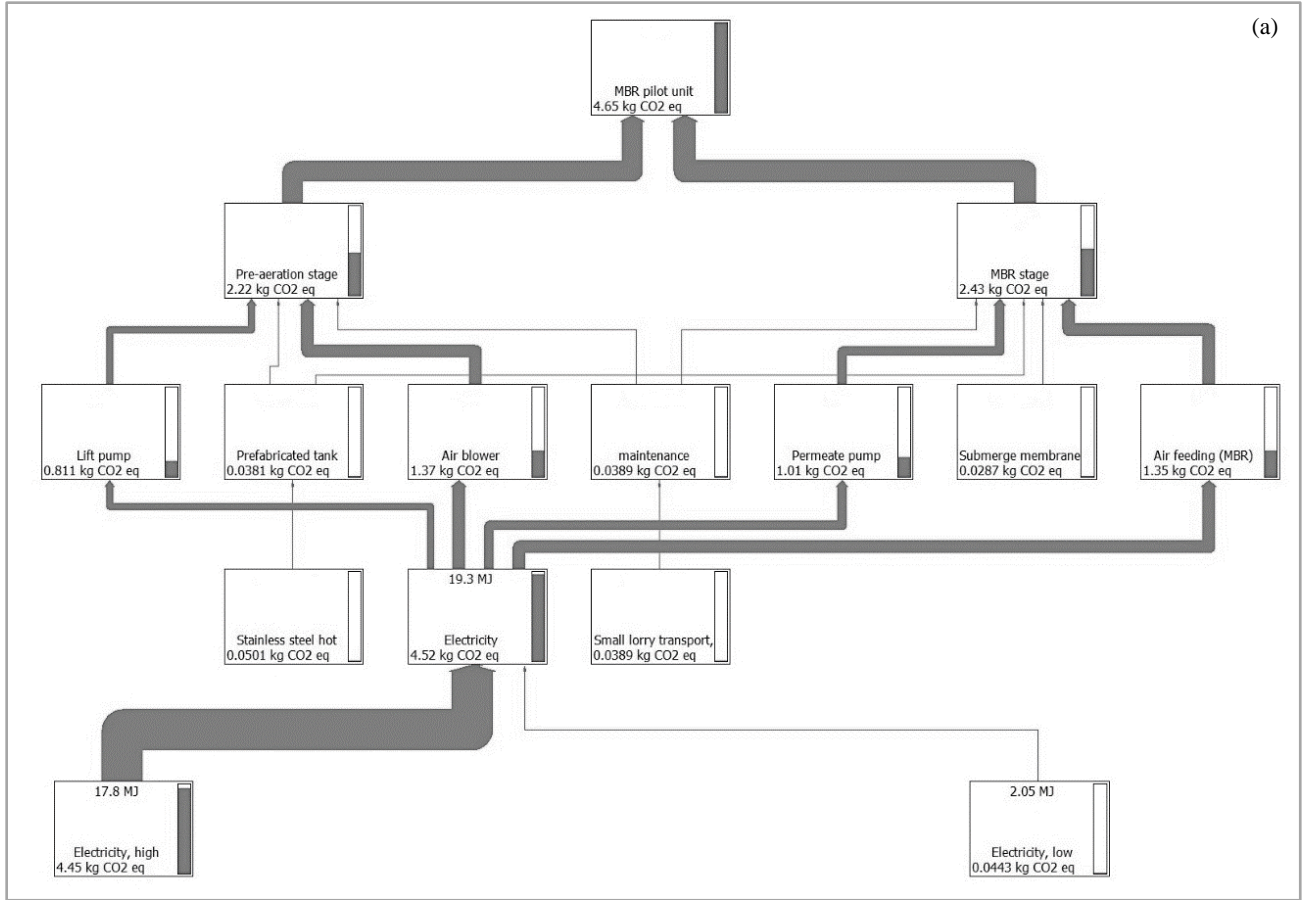 (a)
MBR pilot unit
4.65 kg CO2 eq
Pre-aeration stage
2.22 kg CO2 eq
MBR stage
2.43 kg CO2 eq
Lift pump
0.811 kg CO2 eq
Prefabricated tank
0.0381 kg CO2 eq
Air blower
1.37 kg CO2 eq
maintenance
0.0389 kg CO2 eq
Permeate pump
1.01 kg CO2 eq
Submerge membrane
0.0287 kg CO2 eq
Air feeding (MBR)
1.35 kg CO2 eq
Stainless steel hot
0.0501 kg CO2 eq
19.3 MJ
Electricity
4.52 kg CO2 eq
Small lorry transport,
0.0389 kg CO2 eq
17.8 MJ
Electricity, high
4.45 kg CO2 eq
2.05 MJ
Electricity, low
0.0443 kg CO2 eq